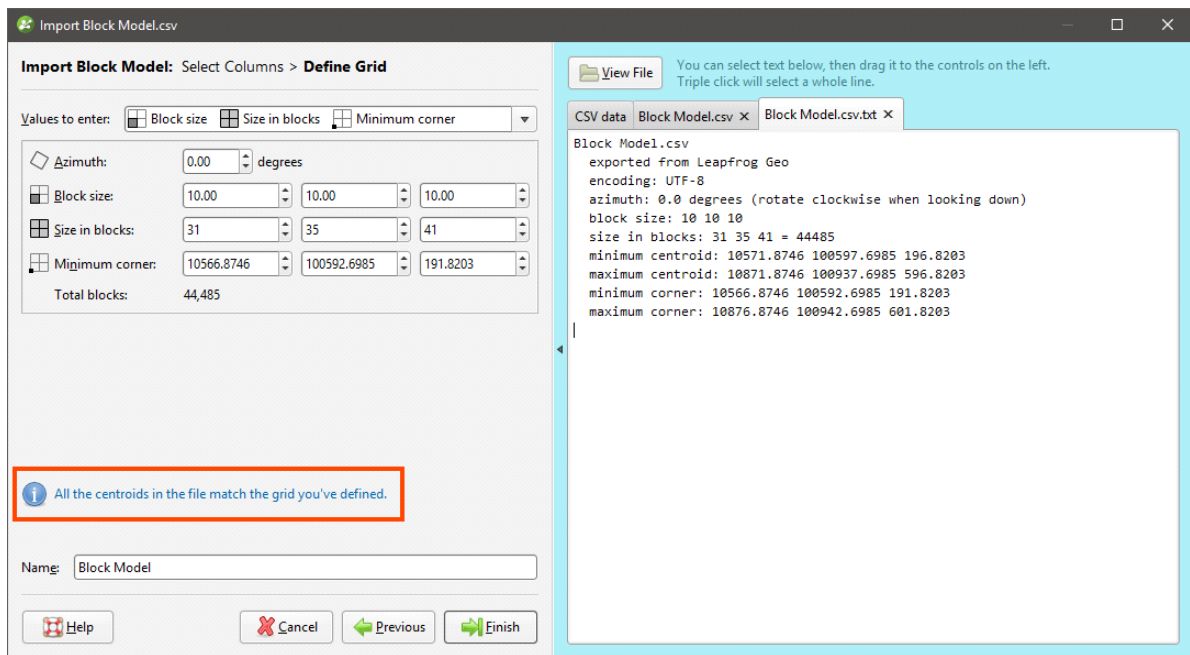 Import Block Model.csv
Import Block Model: Select Columns > Define Grid
Values to enter: Block size Size in blocks Minimum corner
Azimuth: 0.00 degrees
Block size: 10.00 10.00 10.00
Size in blocks: 31 35 41
Minimum corner: 10566.8746 100592.6985 191.8203
Total blocks: 44,485
All the centroids in the file match the grid you've defined.
Name: Block Model
Help Cancel Previous Finish
View File
You can select text below, then drag it to the controls on the left.
Triple click will select a whole line.
CSV data Block Model.csv Block Model.csv.txt
Block Model.csv
exported from Leapfrog Geo
encoding: UTF-8
azimuth: 0.0 degrees (rotate clockwise when looking down)
block size: 10 10 10
size in blocks: 31 35 41 = 44485
minimum centroid: 10571.8746 100597.6985 196.8203
maximum centroid: 10871.8746 100937.6985 596.8203
minimum corner: 10566.8746 100592.6985 191.8203
maximum corner: 10876.8746 100942.6985 601.8203